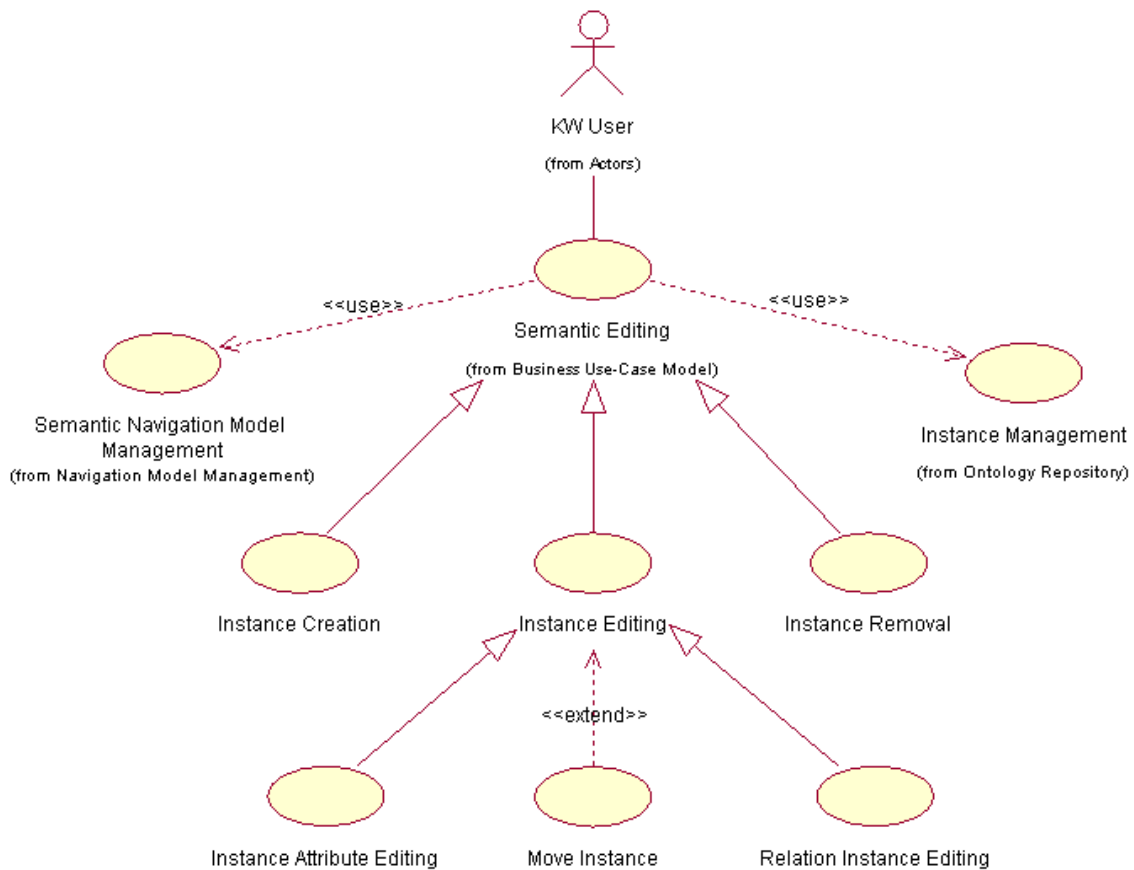 KW User
(from Actors)
<<use>>
<<use>>
Semantic Editing
(from Business Use-Case Model)
Semantic Navigation Model
Management
(from Navigation Model Management)
Instance Management
(from Ontology Repository)
Instance Creation
Instance Editing
Instance Removal
<<extend>>
Instance Attribute Editing
Move Instance
Relation Instance Editing